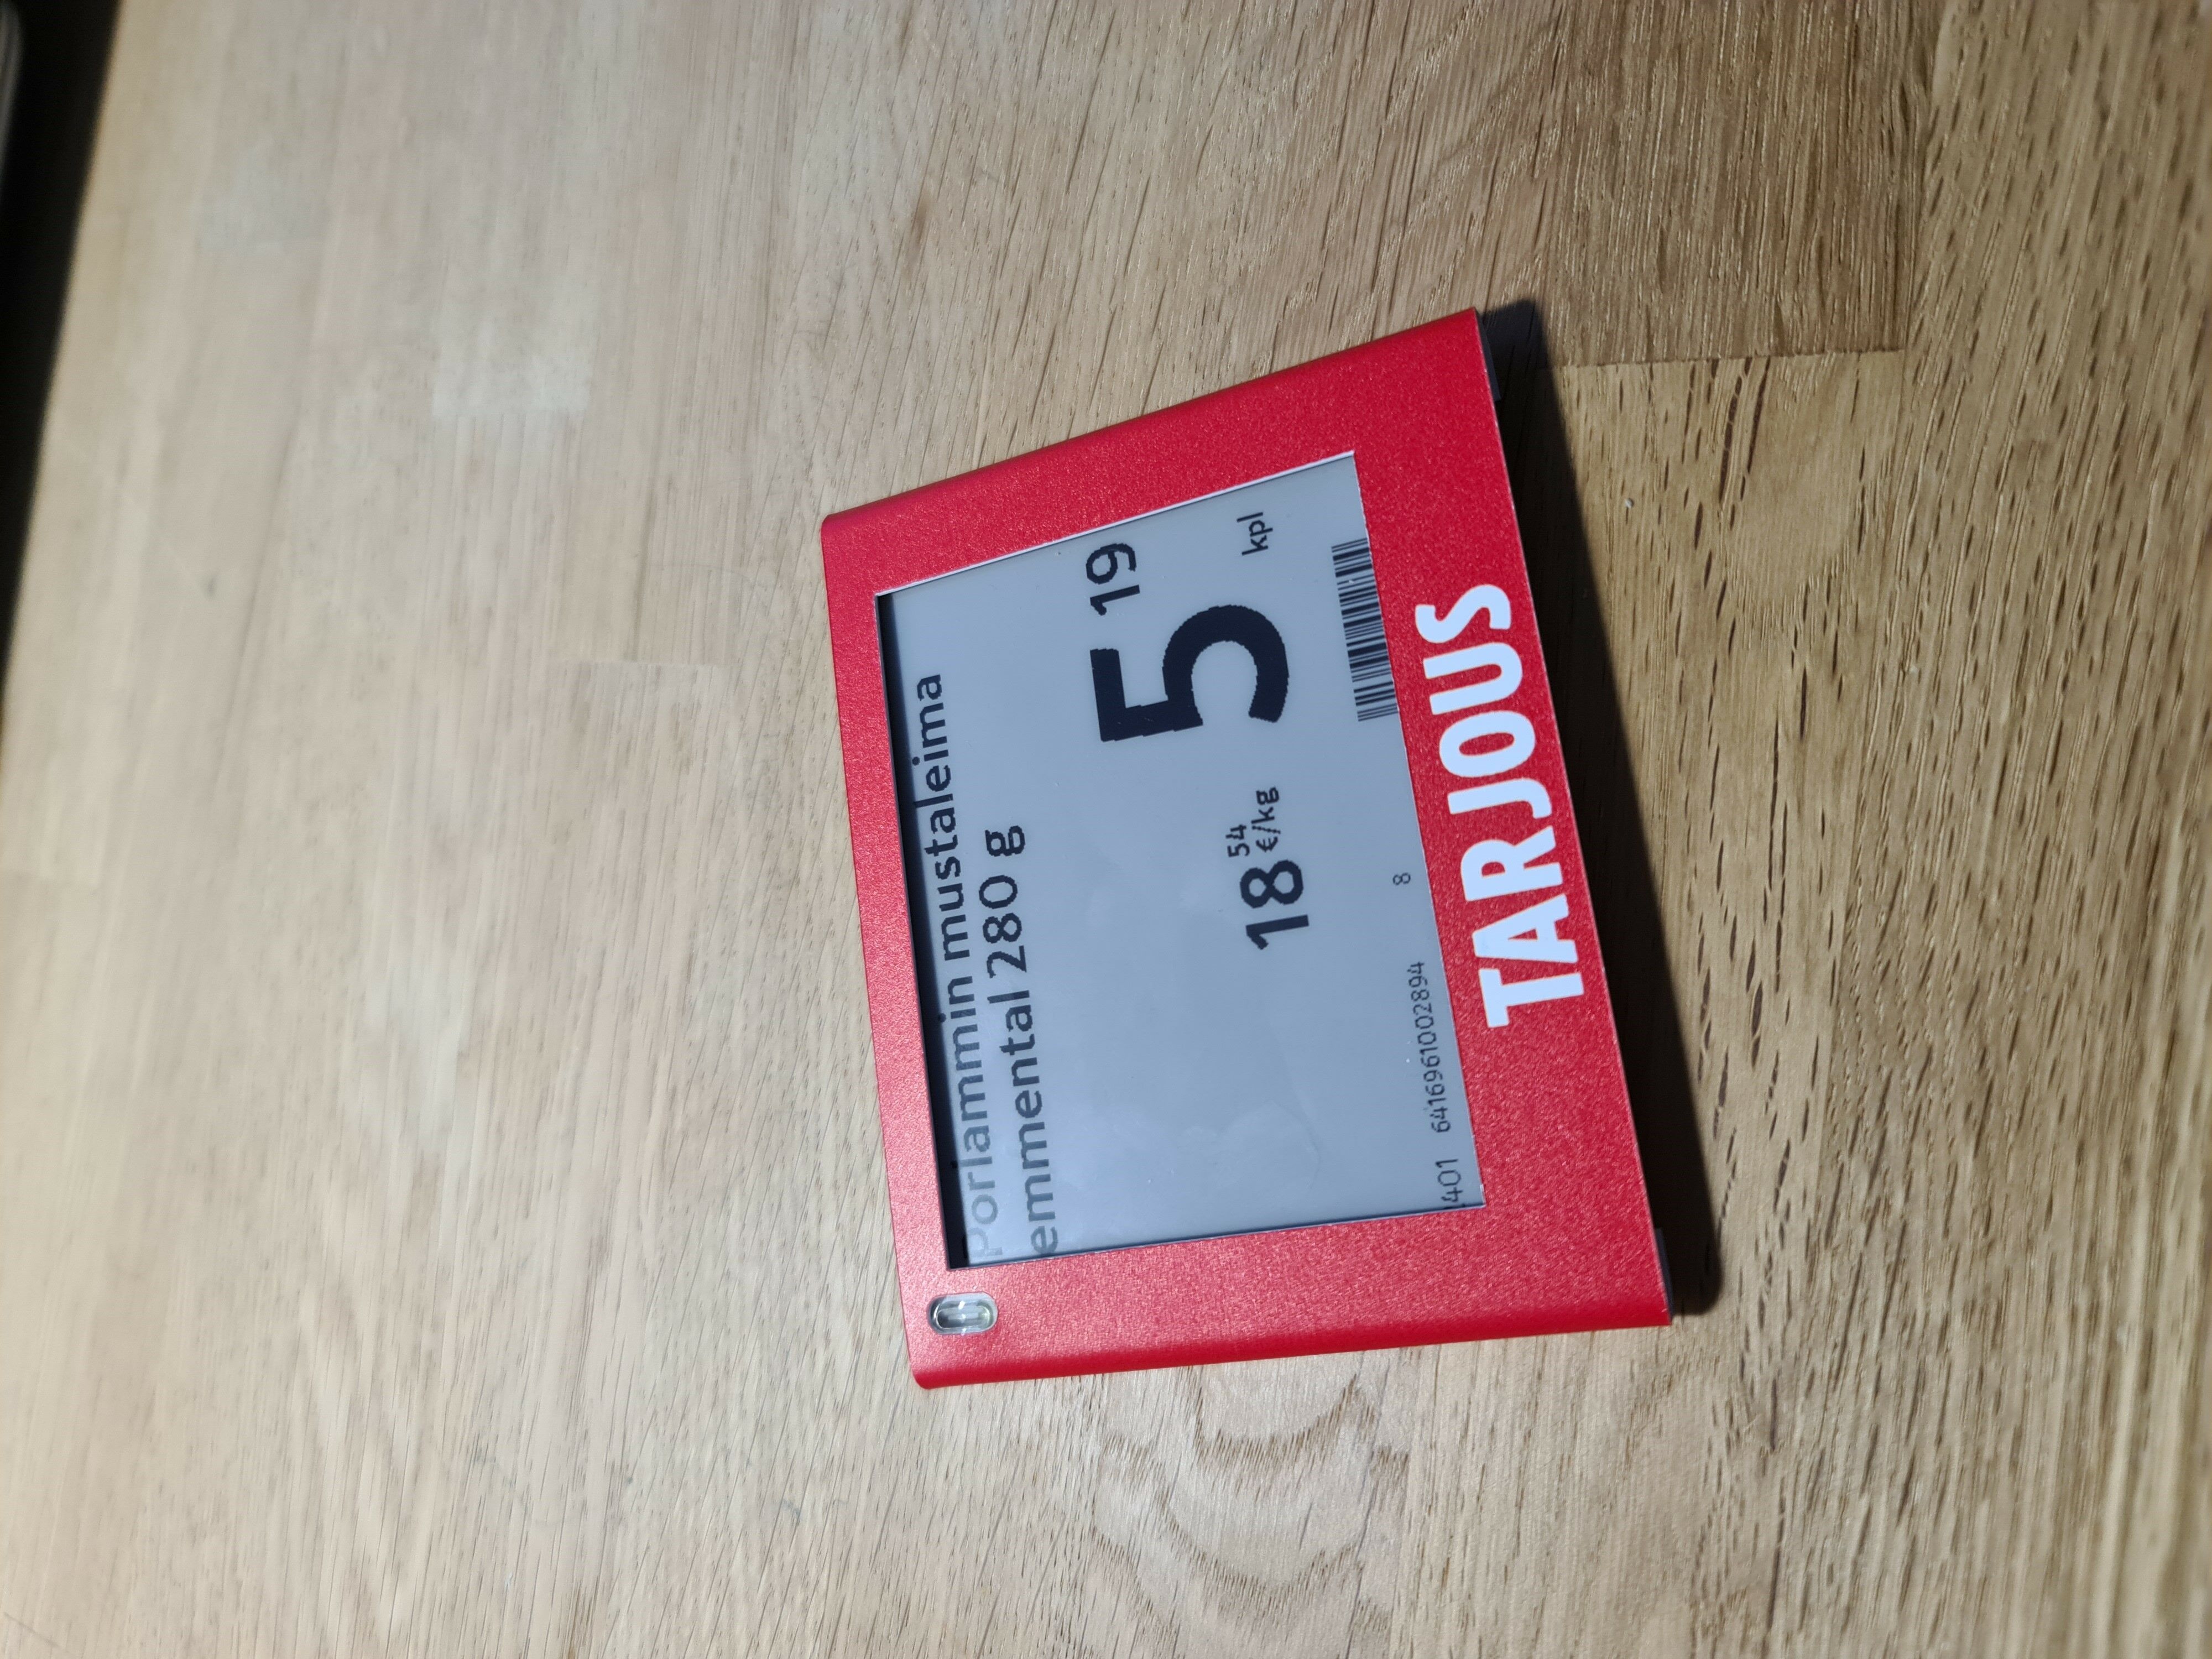 Porlammin mustaleima
emmental 280 g
5 19
18 54 €/kg
kpl
401 6416961002894 8
TARJOUS